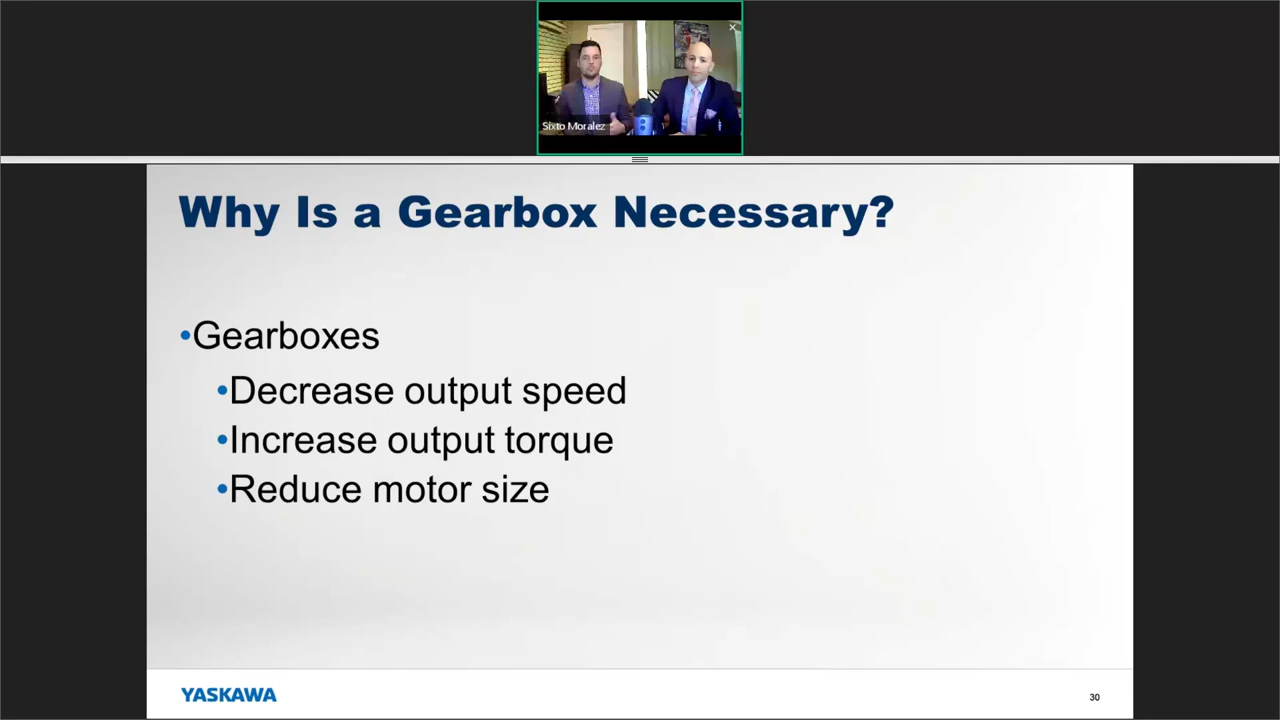 Sixto Moralez
Why Is a Gearbox Necessary?
•Gearboxes
•Decrease output speed
•Increase output torque
•Reduce motor size
YASKAWA
30